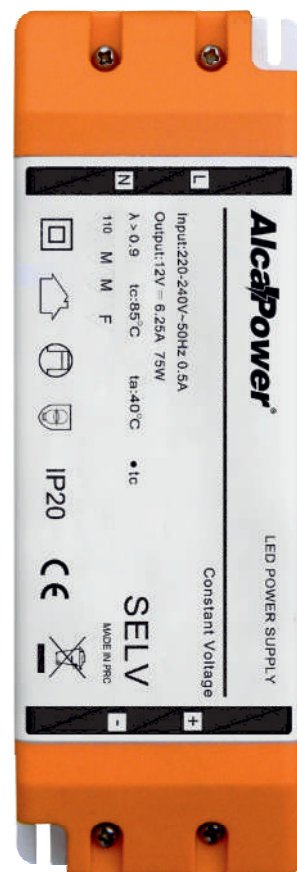 AlcaPower®
LED POWER SUPPLY
Constant Voltage
L
N
+
-
Input:220-240V~50Hz 0.5A
Output:12V⎓6.25A 75W
λ > 0.9 tc:85°C ta:40°C • tc
110 M M F
SELV
MADE IN PRC
IP20
CE